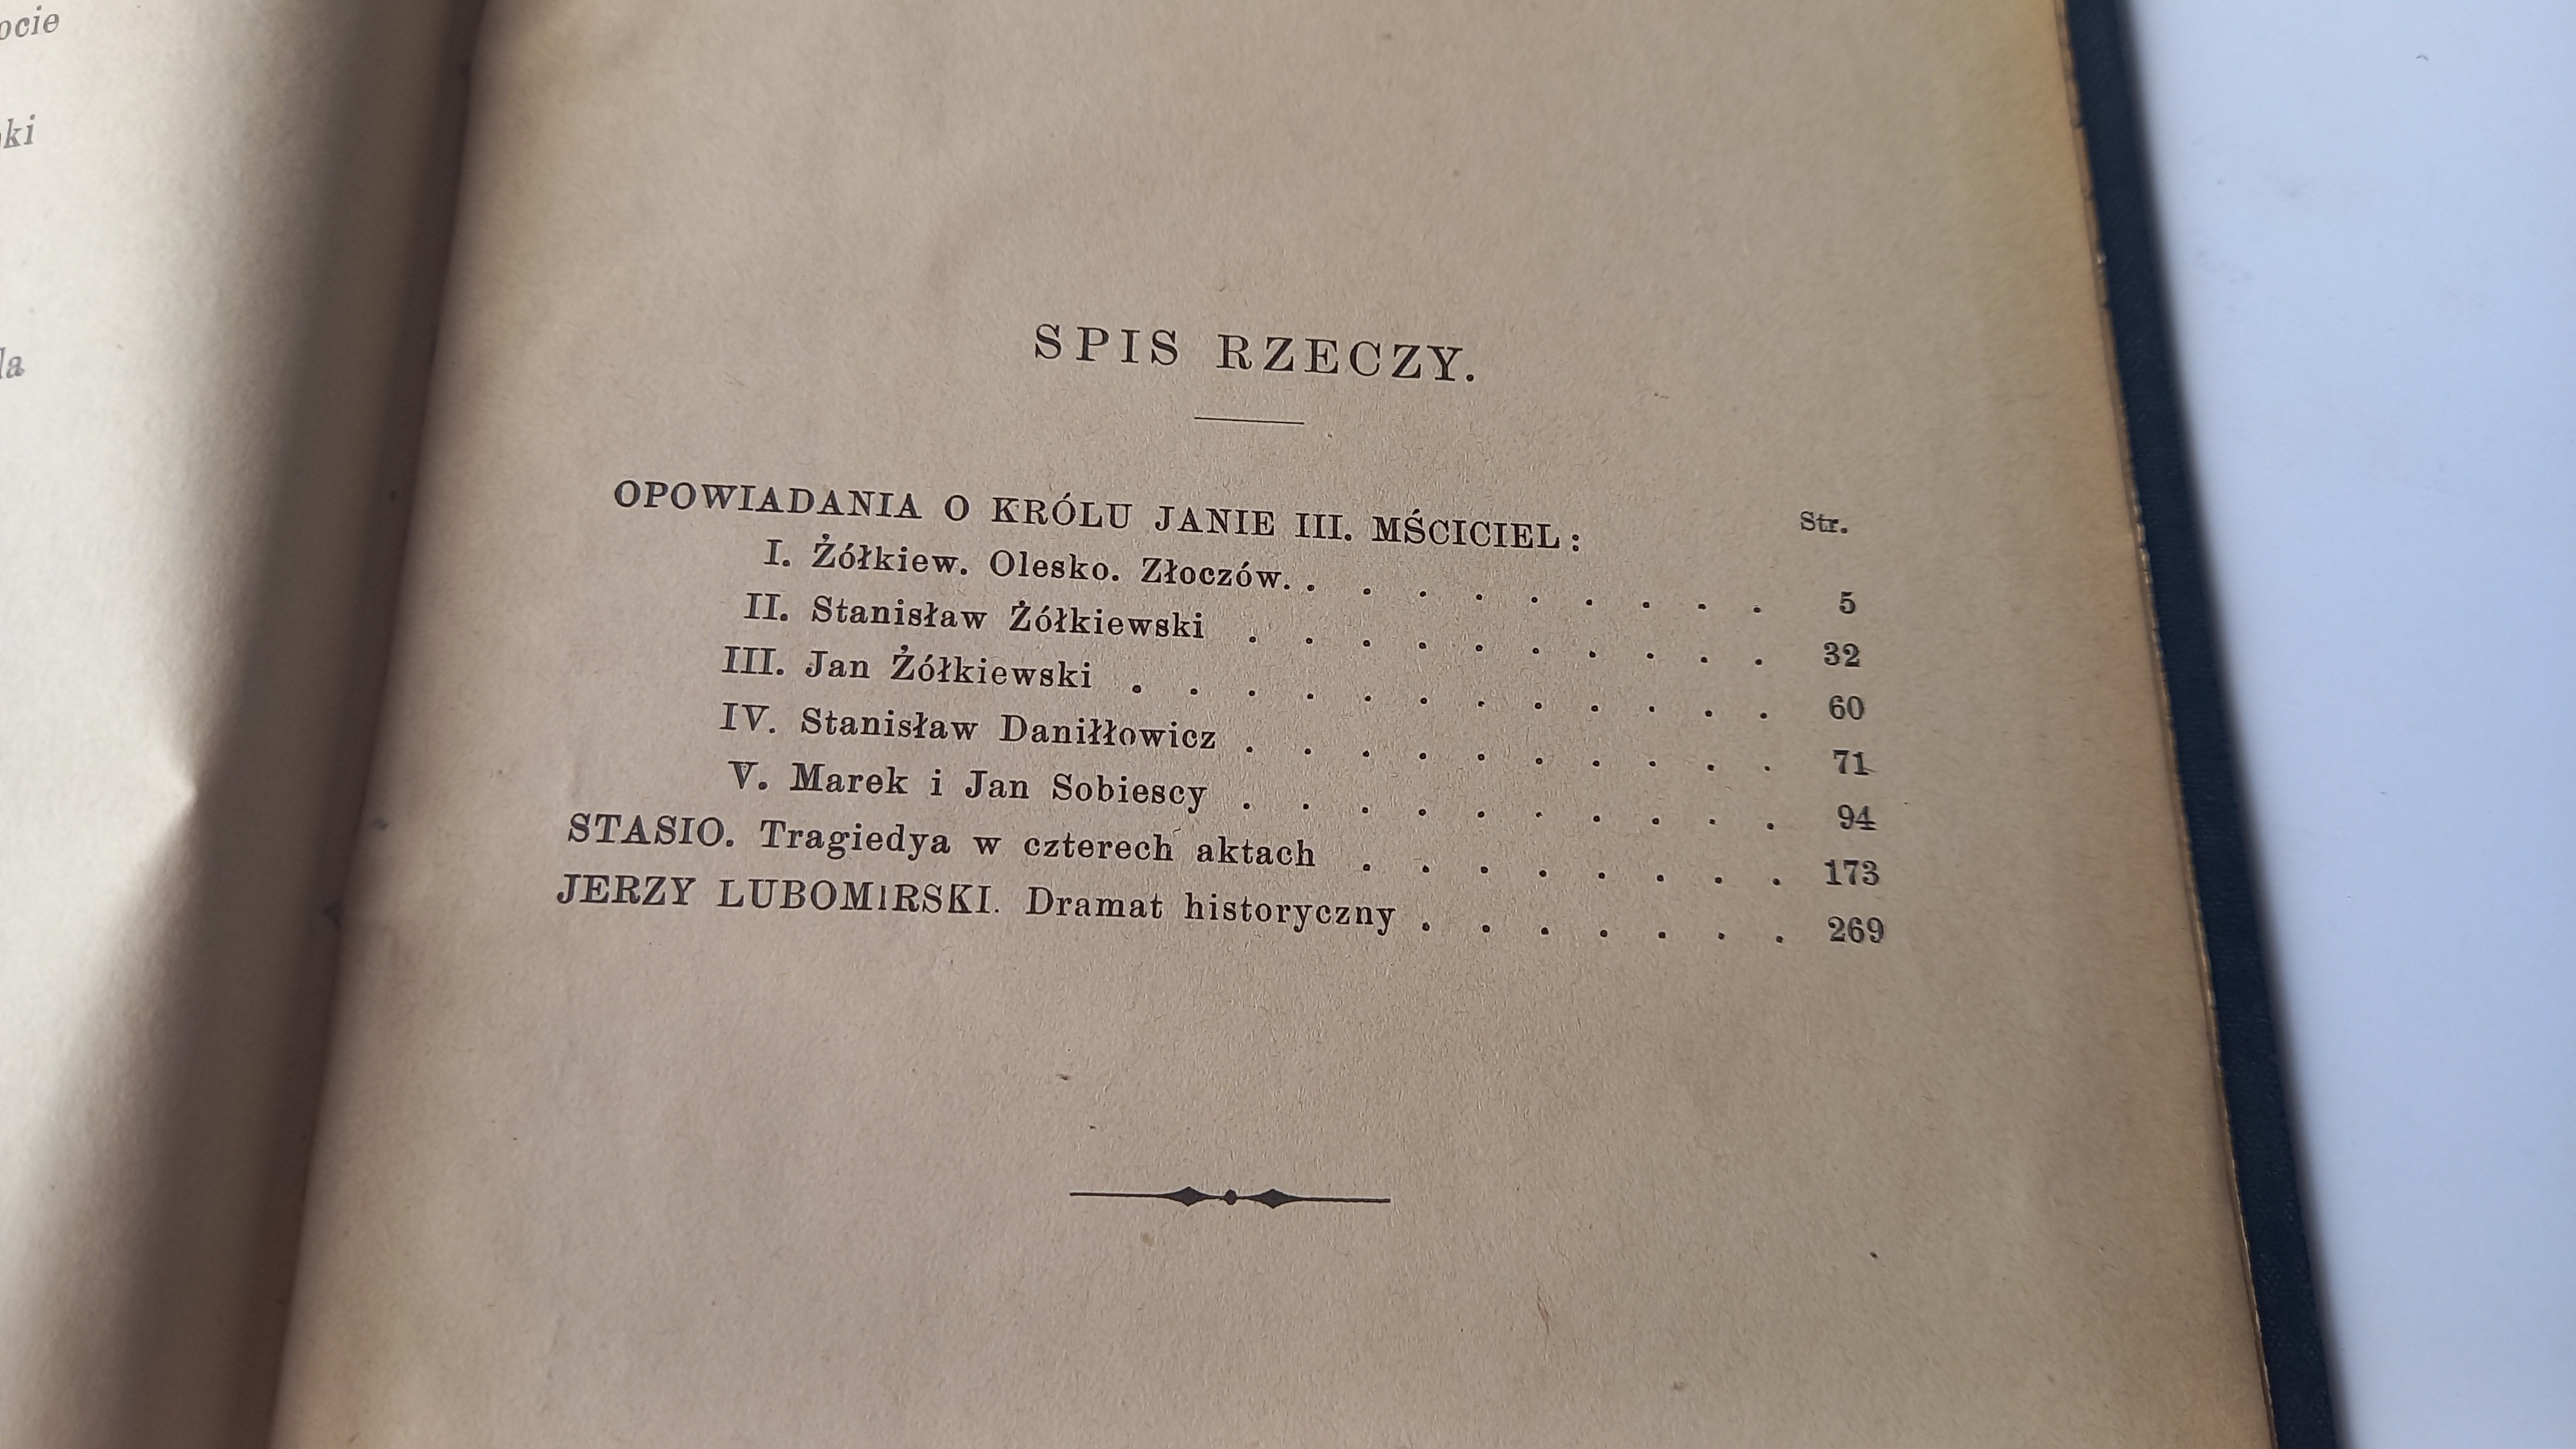 SPIS RZECZY.
Str.
OPOWIADANIA O KRÓLU JANIE III. MŚCICIEL:
I. Żółkiew. Olesko. Złoczów. . . . . . . . . . 5
II. Stanisław Żółkiewski . . . . . . . . . . 32
III. Jan Żółkiewski . . . . . . . . . . . . 60
IV. Stanisław Daniłłowicz . . . . . . . . . . 71
V. Marek i Jan Sobiescy . . . . . . . . . . 94
STASIO. Tragiedya w czterech aktach . . . . . . . . 173
JERZY LUBOMIRSKI. Dramat historyczny . . . . . . . 269